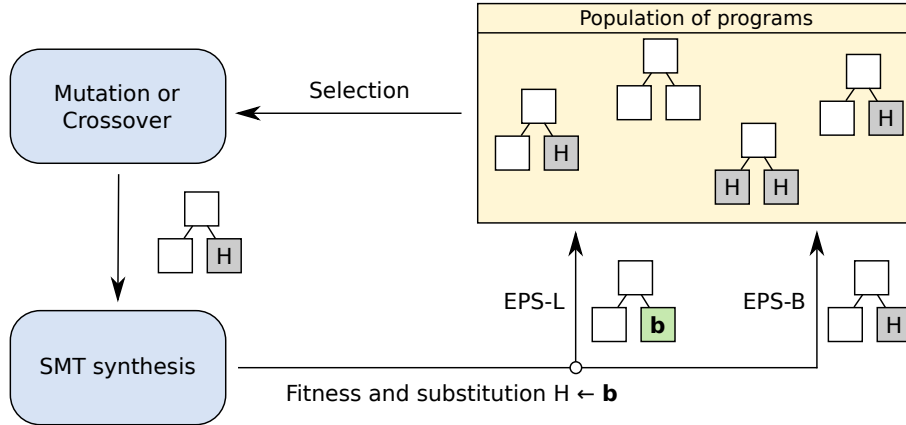 Population of programs
Mutation or
Crossover
Selection
H
H
H
H
H
SMT synthesis
EPS-L
b
EPS-B
H
Fitness and substitution H ← b